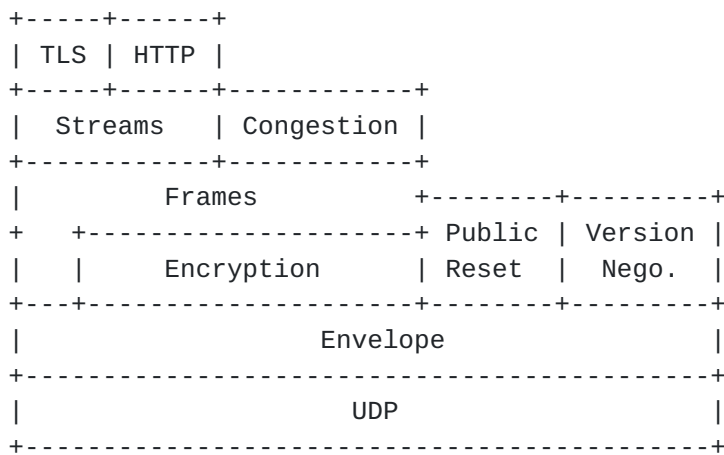 +-----+------+
| TLS | HTTP |
+-----+------+------------+
|  Streams   | Congestion |
+------------+------------+
|         Frames          +--------+---------+
+   +---------------------+ Public | Version |
|   |     Encryption      | Reset  |  Nego.  |
+---+---------------------+--------+---------+
|                   Envelope                 |
+--------------------------------------------+
|                     UDP                    |
+--------------------------------------------+